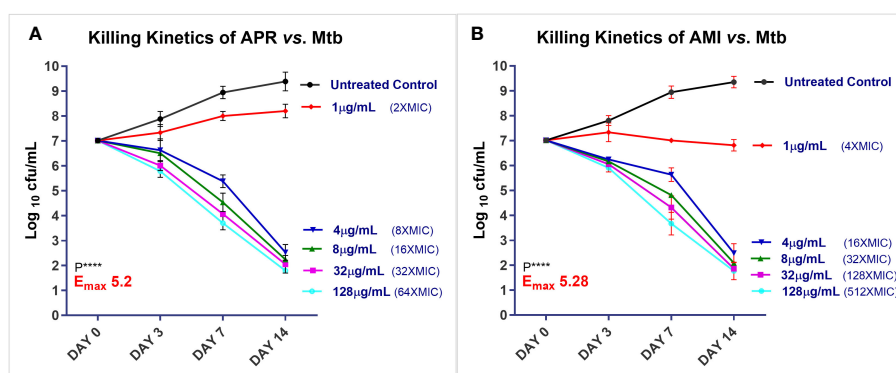 A
Killing Kinetics of APR vs. Mtb
10
9
8
7
6
5
4
3
2
1
0
Log 10 cfu/mL
DAY 0
DAY 3
DAY 7
DAY 14
Untreated Control
1µg/mL (2XMIC)
4µg/mL (8XMIC)
8µg/mL (16XMIC)
32µg/mL (32XMIC)
128µg/mL (64XMIC)
P****
Emax 5.2
B
Killing Kinetics of AMI vs. Mtb
10
9
8
7
6
5
4
3
2
1
0
Log 10 cfu/mL
DAY 0
DAY 3
DAY 7
DAY 14
Untreated Control
1µg/mL (4XMIC)
4µg/mL (16XMIC)
8µg/mL (32XMIC)
32µg/mL (128XMIC)
128µg/mL (512XMIC)
P****
Emax 5.28